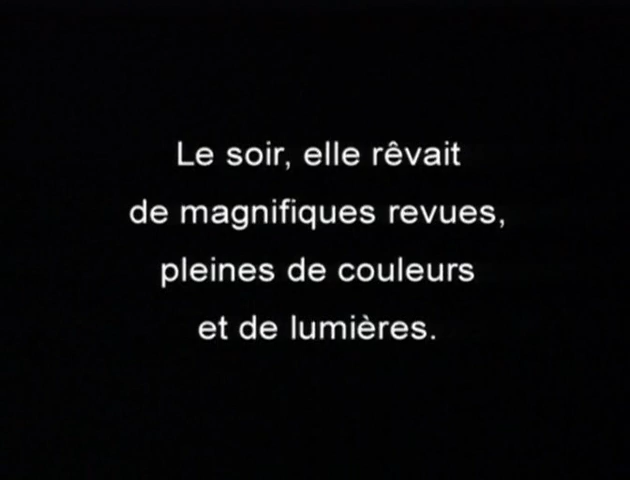 Le soir, elle rêvait
de magnifiques revues,
pleines de couleurs
et de lumières.